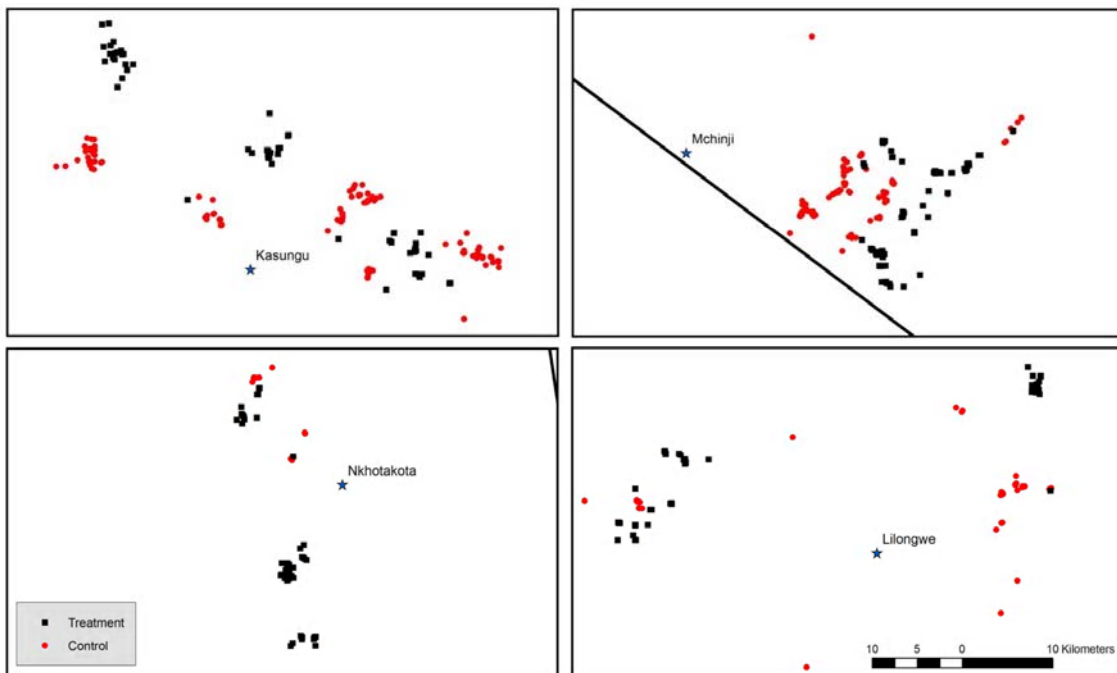 Kasungu
Mchinji
Nkhotakota
Treatment
Control
Lilongwe
10 5 0 10 Kilometers